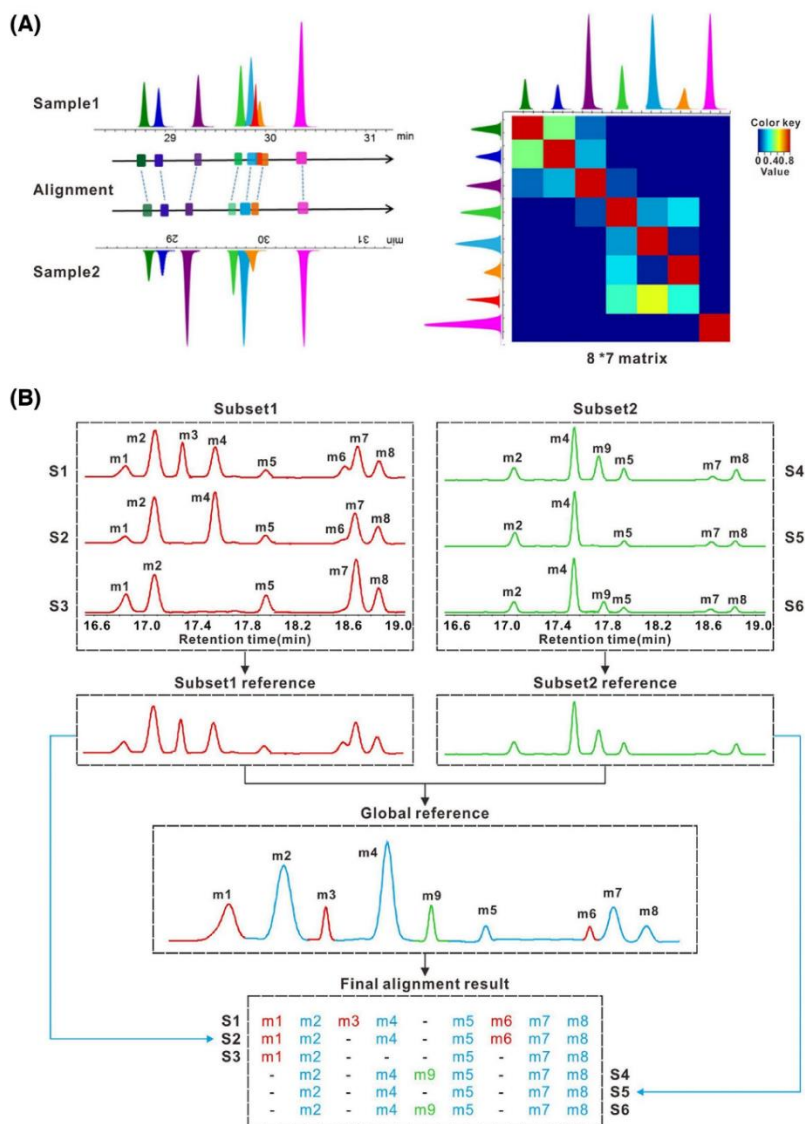 (A)
Sample1
29 30 31 min
Alignment
29 30 31 min
Sample2
Color key
0 0.40.8
Value
8 *7 matrix
(B)
Subset1 Subset2
S1 m1 m2 m3 m4 m5 m6 m7 m8
m2 m4 m9 m5 m7 m8 S4
S2 m1 m2 m4 m5 m6 m7 m8
m2 m4 m5 m7 m8 S5
S3 m1 m2 m5 m7 m8
m2 m4 m9 m5 m7 m8 S6
16.6 17.0 17.4 17.8 18.2 18.6 19.0
Retention time(min)
16.6 17.0 17.4 17.8 18.2 18.6 19.0
Retention time(min)
Subset1 reference Subset2 reference
Global reference
m1 m2 m3 m4 m9 m5 m6 m7 m8
Final alignment result
S1 m1 m2 m3 m4 - m5 m6 m7 m8
S2 m1 m2 - m4 - m5 m6 m7 m8
S3 m1 m2 - - - m5 - m7 m8
- m2 - m4 m9 m5 - m7 m8 S4
- m2 - m4 - m5 - m7 m8 S5
- m2 - m4 m9 m5 - m7 m8 S6